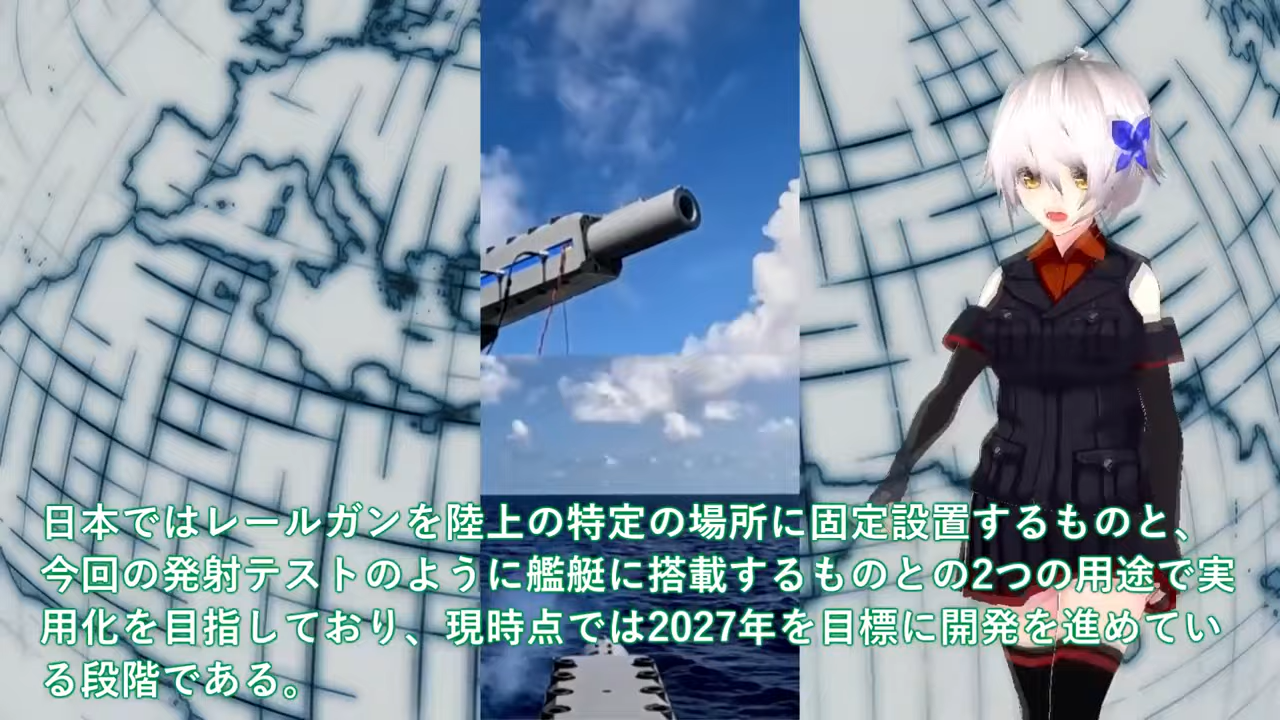 日本ではレールガンを陸上の特定の場所に固定設置するものと、
今回の発射テストのように艦艇に搭載するものとの2つの用途で実
用化を目指しており、現時点では2027年を目標に開発を進めてい
る段階である。